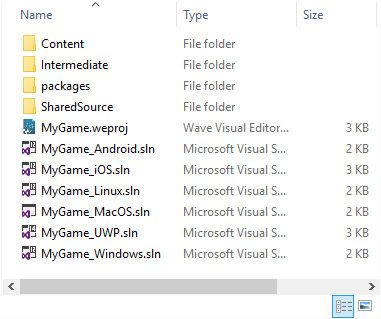 Name Type Size
Content File folder
Intermediate File folder
packages File folder
SharedSource File folder
MyGame.weproj Wave Visual Editor... 3 KB
MyGame_Android.sln Microsoft Visual S... 2 KB
MyGame_iOS.sln Microsoft Visual S... 3 KB
MyGame_Linux.sln Microsoft Visual S... 2 KB
MyGame_MacOS.sln Microsoft Visual S... 2 KB
MyGame_UWP.sln Microsoft Visual S... 3 KB
MyGame_Windows.sln Microsoft Visual S... 2 KB